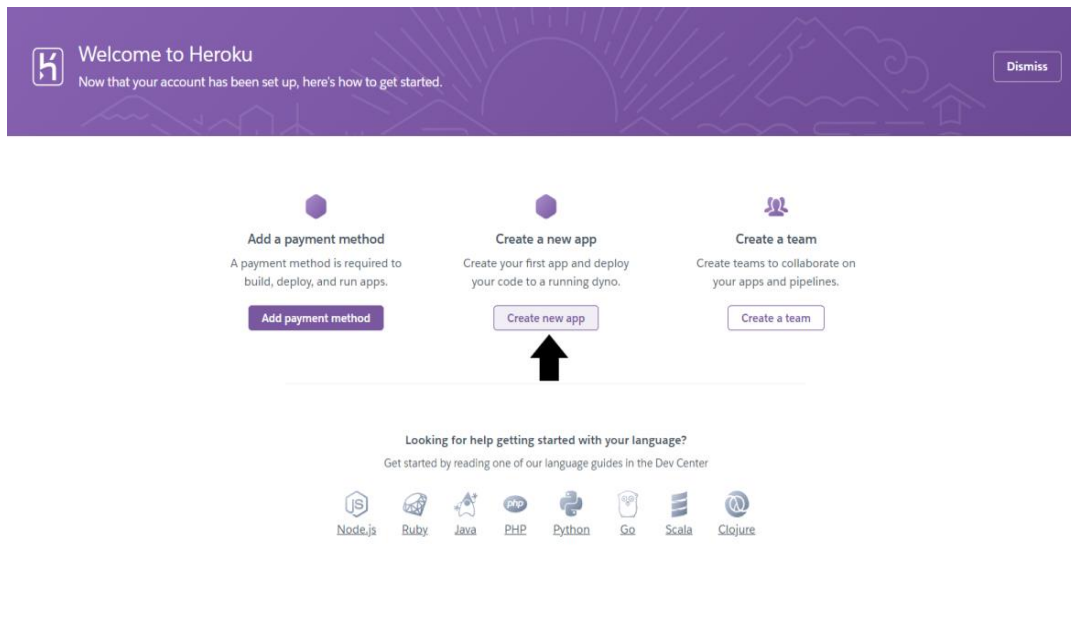 Welcome to Heroku
Now that your account has been set up, here's how to get started.
Dismiss
Add a payment method
A payment method is required to
build, deploy, and run apps.
Add payment method
Create a new app
Create your first app and deploy
your code to a running dyno.
Create new app
Create a team
Create teams to collaborate on
your apps and pipelines.
Create a team
Looking for help getting started with your language?
Get started by reading one of our language guides in the Dev Center
JS
php
Node.js Ruby Java PHP Python Go Scala Clojure